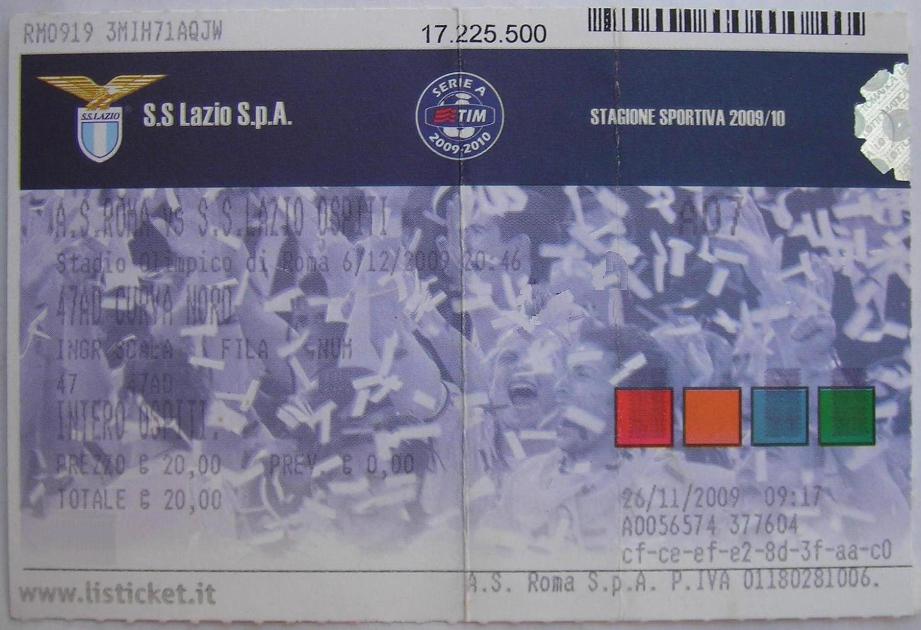 RM0919 3MIH71AQJW
17.225.500
S.S.LAZIO
S.S Lazio S.p.A.
SERIE A
TIM
2009-2010
STAGIONE SPORTIVA 2009/10
A.S.ROMA vs S.S.LAZIO OSPITI
A07
Stadio Olimpico di Roma 6/12/2009 20.46
47AD CURVA NORD
INGR SCALA FILA NUM
47 47AD
INTERO OSPITI.
PREZZO € 20,00 PREV € 0,00
TOTALE € 20,00
26/11/2009 09:17
A0056574 377604
cf-ce-ef-e2-8d-3f-aa-c0
www.listicket.it
A.S. Roma S.p.A. P.IVA 01180281006.